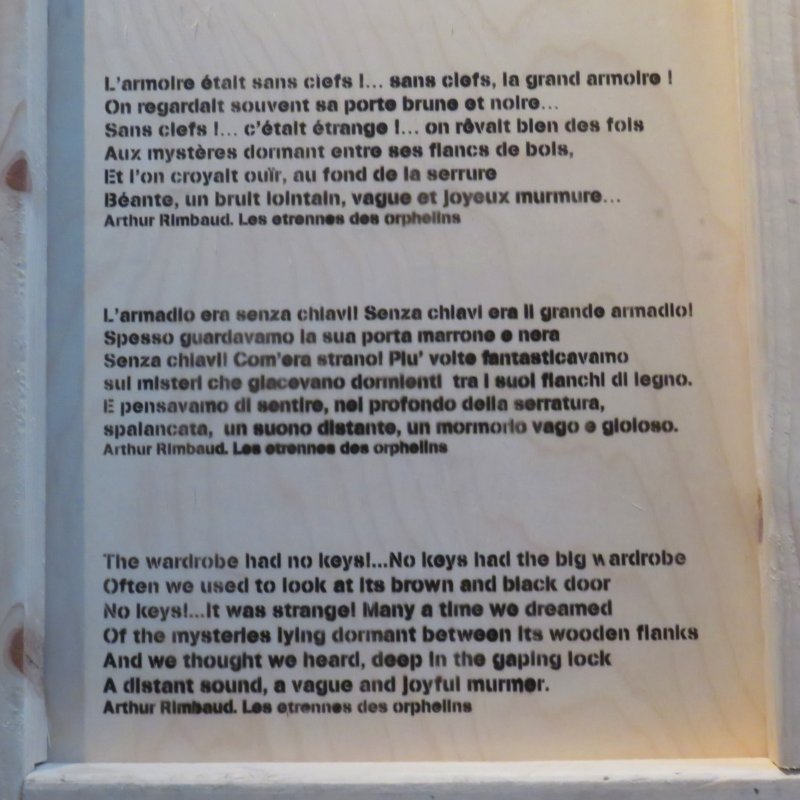 L'armoire était sans clefs !... sans clefs, la grand armoire !
On regardait souvent sa porte brune et noire...
Sans clefs !... c'était étrange !... on rêvait bien des fois
Aux mystères dormant entre ses flancs de bois,
Et l'on croyait ouïr, au fond de la serrure
Béante, un bruit lointain, vague et joyeux murmure...
Arthur Rimbaud. Les etrennes des orphelins
L'armadio era senza chiavi! Senza chiavi era il grande armadio!
Spesso guardavamo la sua porta marrone e nera
Senza chiavi! Com'era strano! Piu' volte fantasticavamo
sui misteri che giacevano dormienti tra i suoi fianchi di legno.
E pensavamo di sentire, nel profondo della serratura,
spalancata, un suono distante, un mormorio vago e gioioso.
Arthur Rimbaud. Les etrennes des orphelins
The wardrobe had no keys!...No keys had the big wardrobe
Often we used to look at its brown and black door
No keys!...It was strange! Many a time we dreamed
Of the mysteries lying dormant between its wooden flanks
And we thought we heard, deep in the gaping lock
A distant sound, a vague and joyful murmer.
Arthur Rimbaud. Les etrennes des orphelins